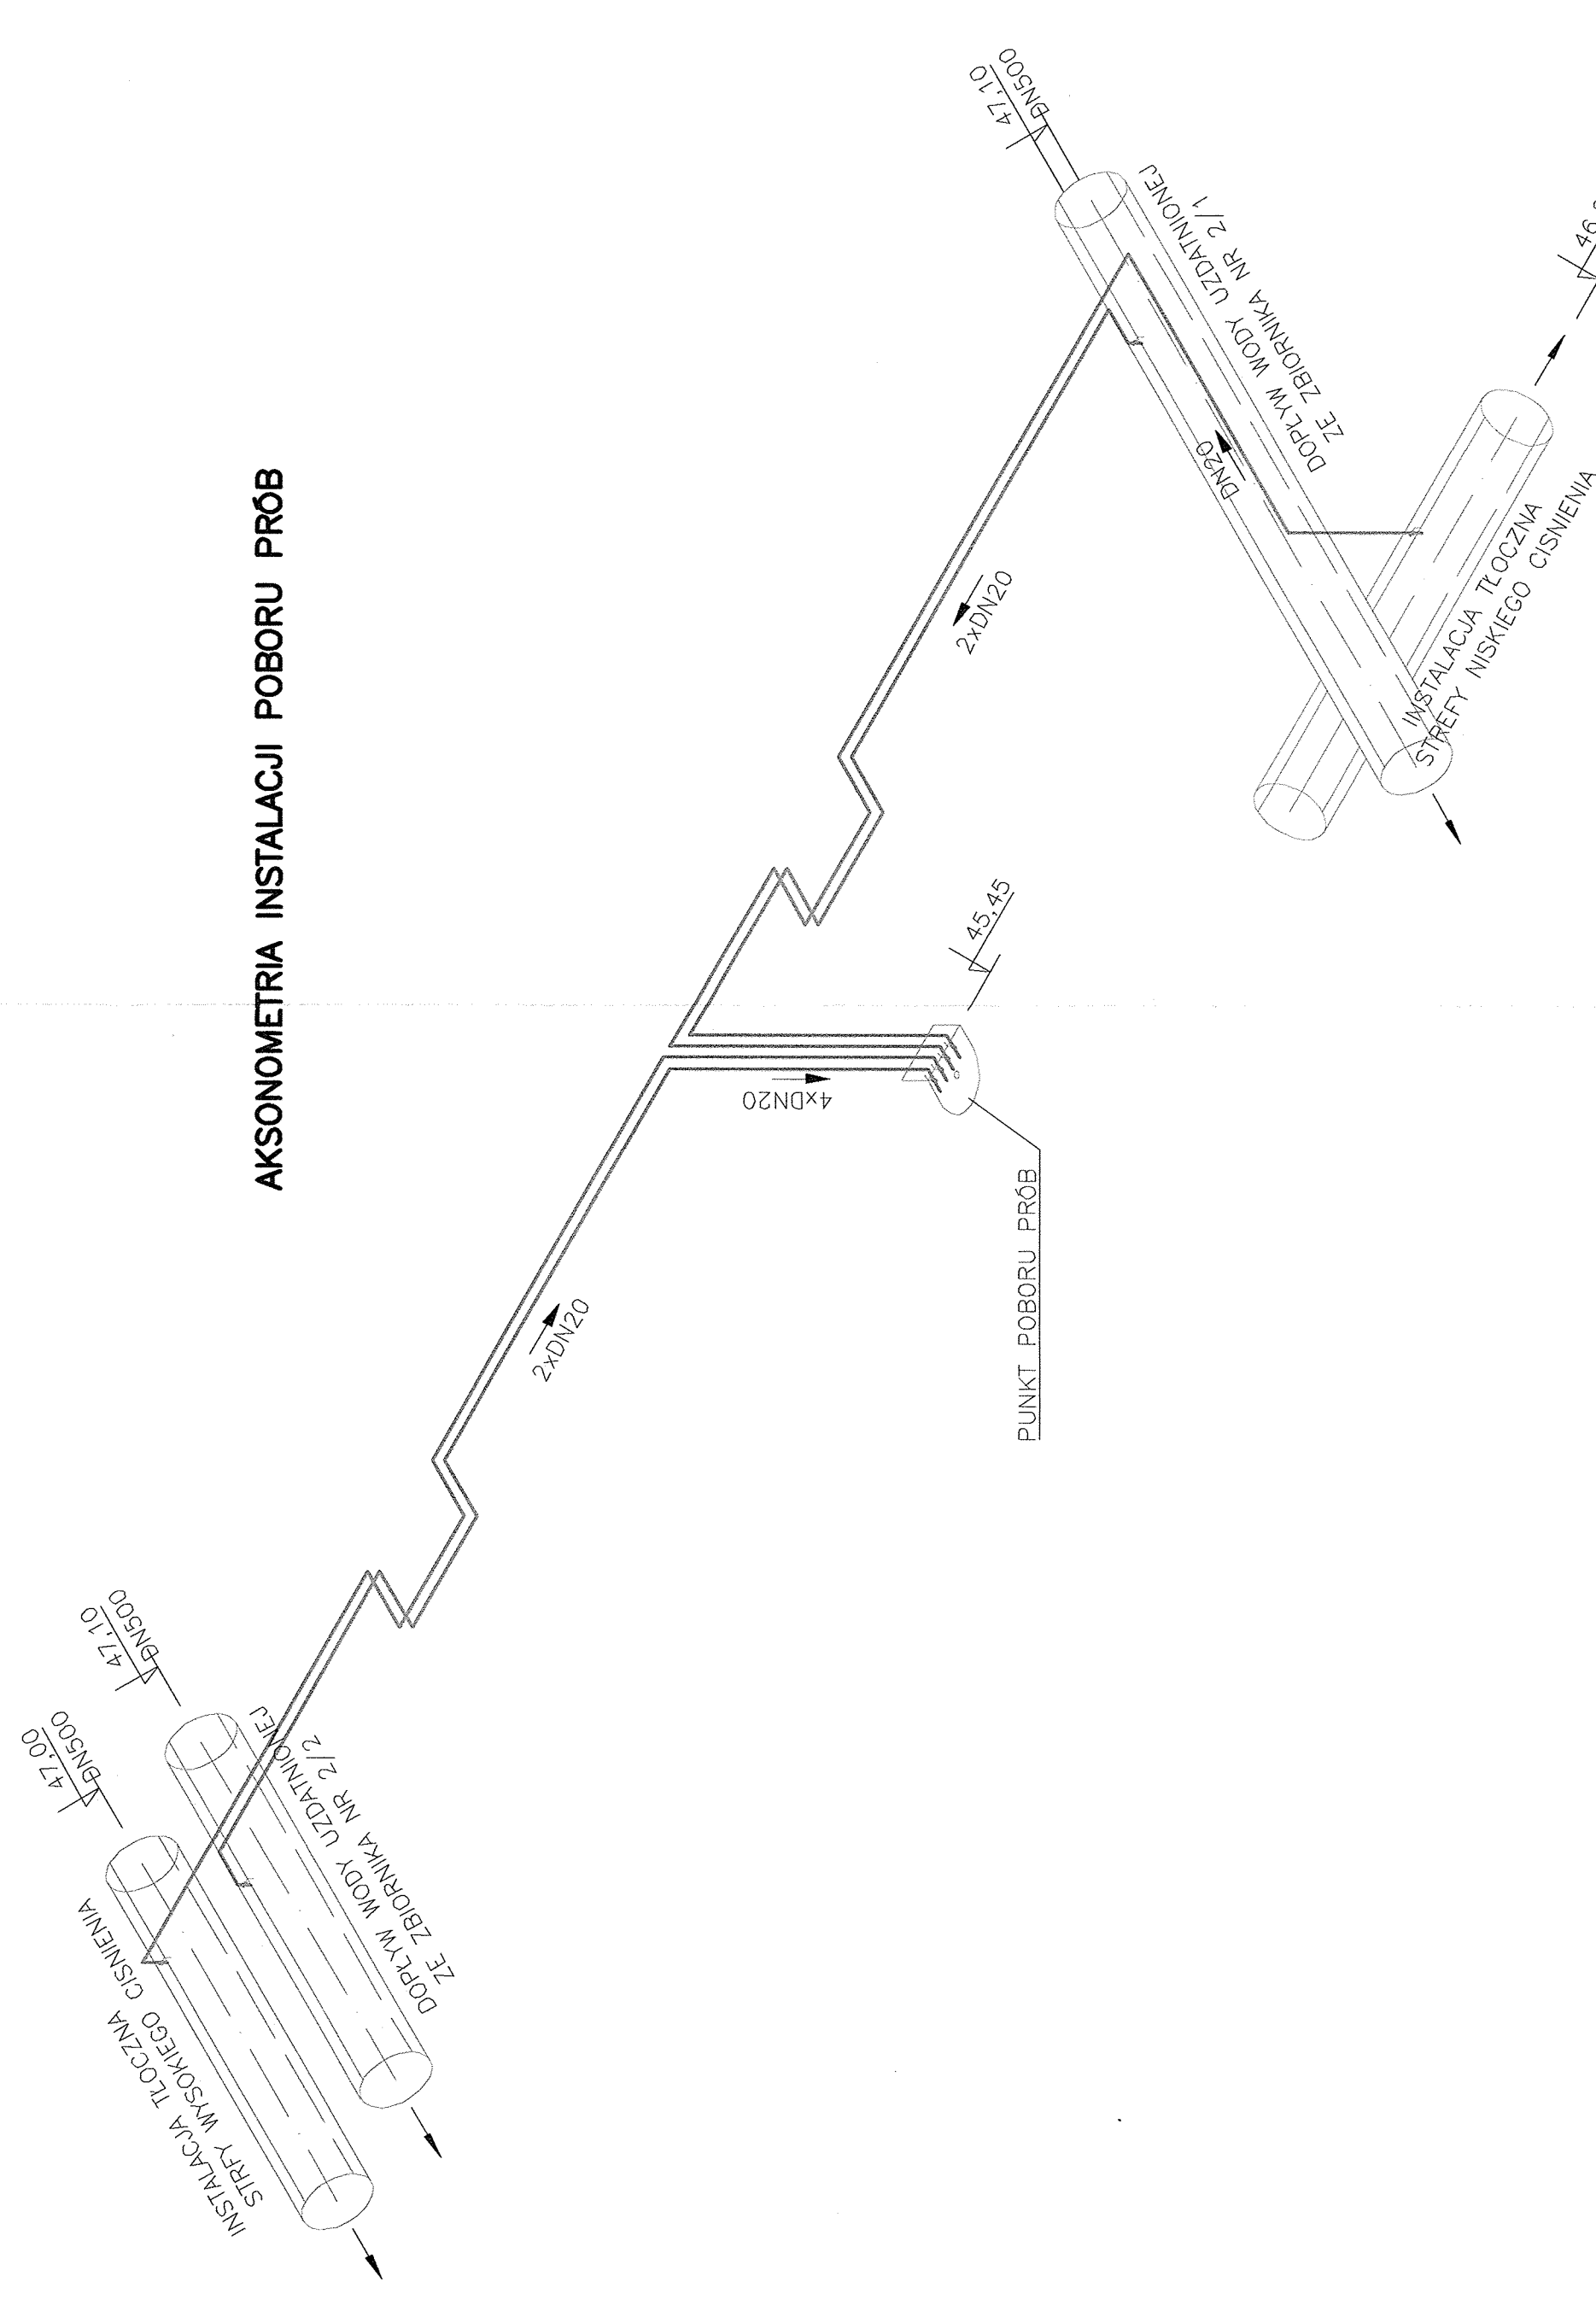 AKSONOMETRIA INSTALACJI POBORU PRÓB
47,10
DN500
DOPŁYW WODY UZDATNIONEJ
ZE ZBIORNIKA NR 2/1
DN20
INSTALACJA TŁOCZNA
STREFY NISKIEGO CISNIENIA
2xDN20
45,45
4xDN20
PUNKT POBORU PRÓB
2xDN20
47,10
DN500
47,00
DN500
DOPŁYW WODY UZDATNIONEJ
ZE ZBIORNIKA NR 2/2
INSTALACJA TŁOCZNA
STRFY WYSOKIEGO CISNIENIA